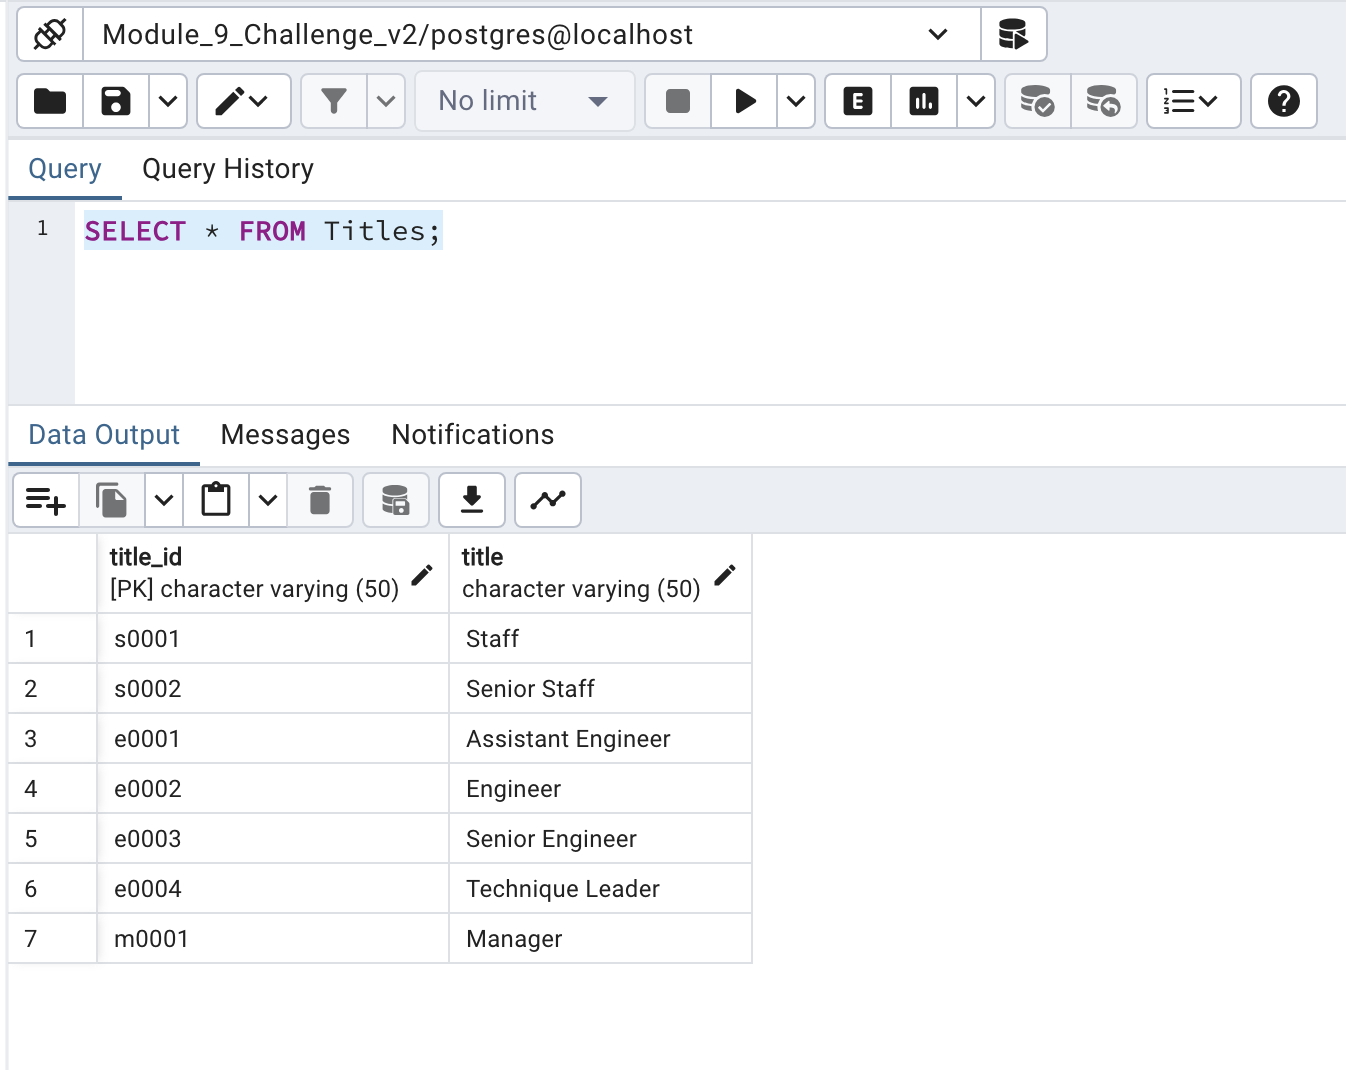 Module_9_Challenge_v2/postgres@localhost
No limit
E
Query Query History
1 SELECT * FROM Titles;
Data Output Messages Notifications
title_id title
[PK] character varying (50) character varying (50)
1 s0001 Staff
2 s0002 Senior Staff
3 e0001 Assistant Engineer
4 e0002 Engineer
5 e0003 Senior Engineer
6 e0004 Technique Leader
7 m0001 Manager